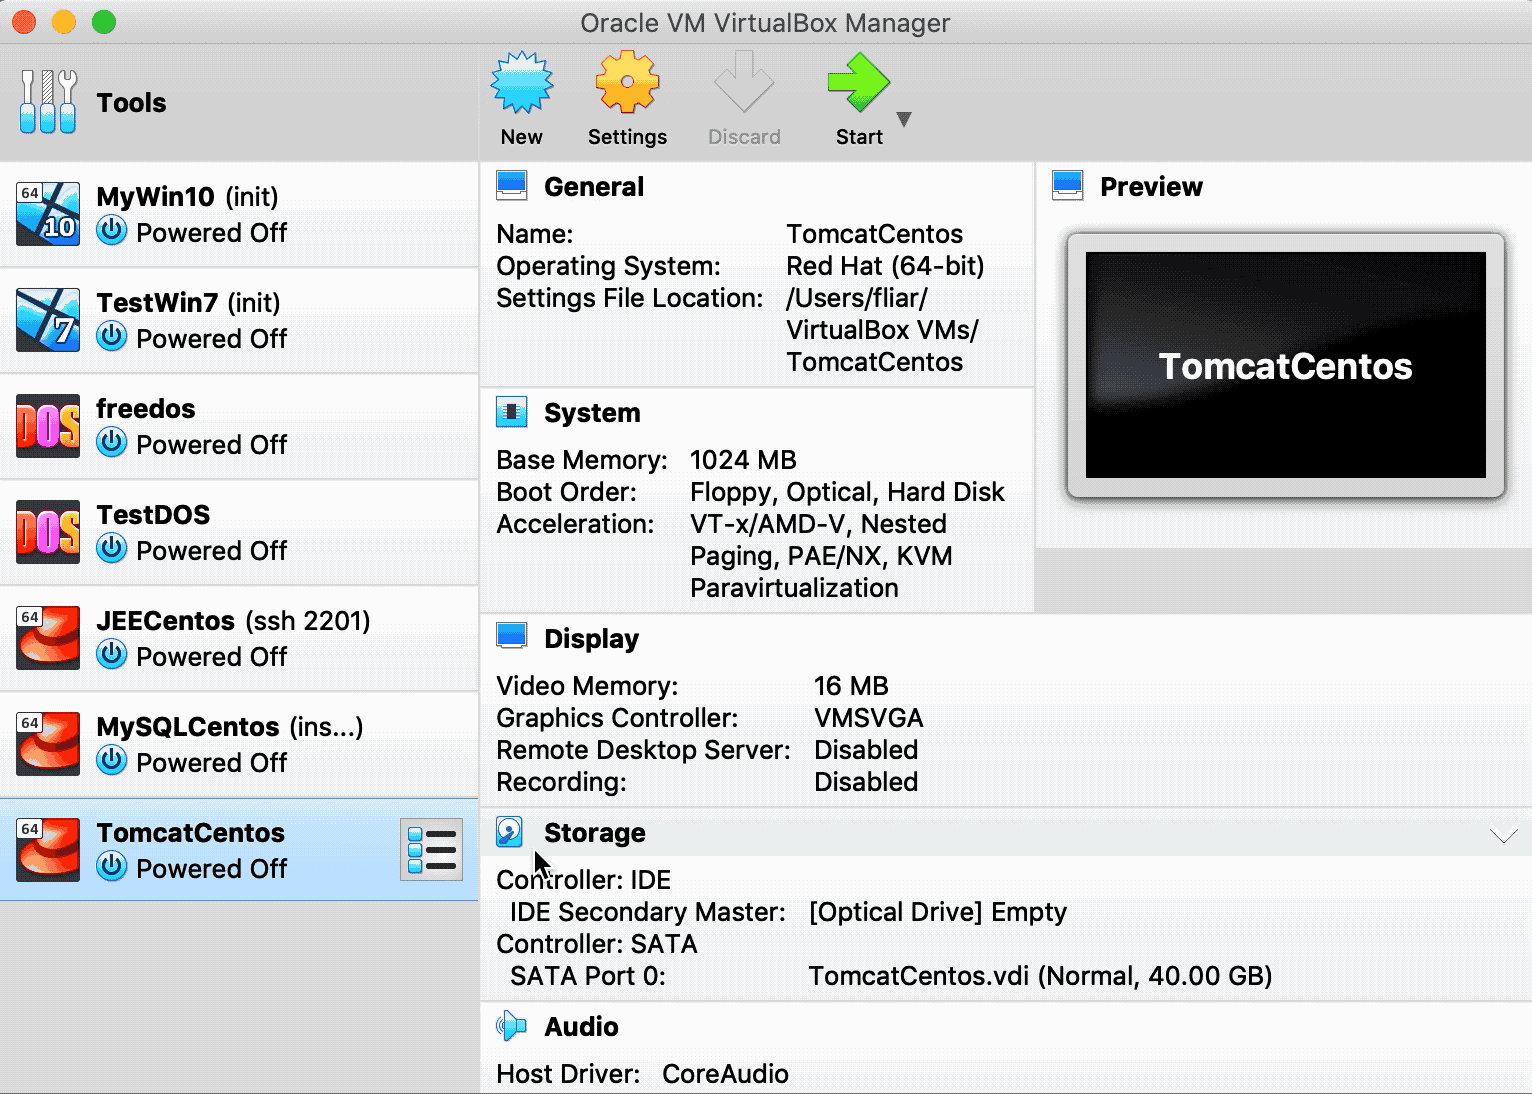 Oracle VM VirtualBox Manager
Tools
New
Settings
Discard
Start
64
10
MyWin10 (init)
Powered Off
7
TestWin7 (init)
Powered Off
DOS
freedos
Powered Off
DOS
TestDOS
Powered Off
64
JEECentos (ssh 2201)
Powered Off
64
MySQLCentos (ins...)
Powered Off
64
TomcatCentos
Powered Off
General
Name: TomcatCentos
Operating System: Red Hat (64-bit)
Settings File Location: /Users/fliar/
VirtualBox VMs/
TomcatCentos
Preview
TomcatCentos
System
Base Memory: 1024 MB
Boot Order: Floppy, Optical, Hard Disk
Acceleration: VT-x/AMD-V, Nested
Paging, PAE/NX, KVM
Paravirtualization
Display
Video Memory: 16 MB
Graphics Controller: VMSVGA
Remote Desktop Server: Disabled
Recording: Disabled
Storage
Controller: IDE
IDE Secondary Master: [Optical Drive] Empty
Controller: SATA
SATA Port 0: TomcatCentos.vdi (Normal, 40.00 GB)
Audio
Host Driver: CoreAudio